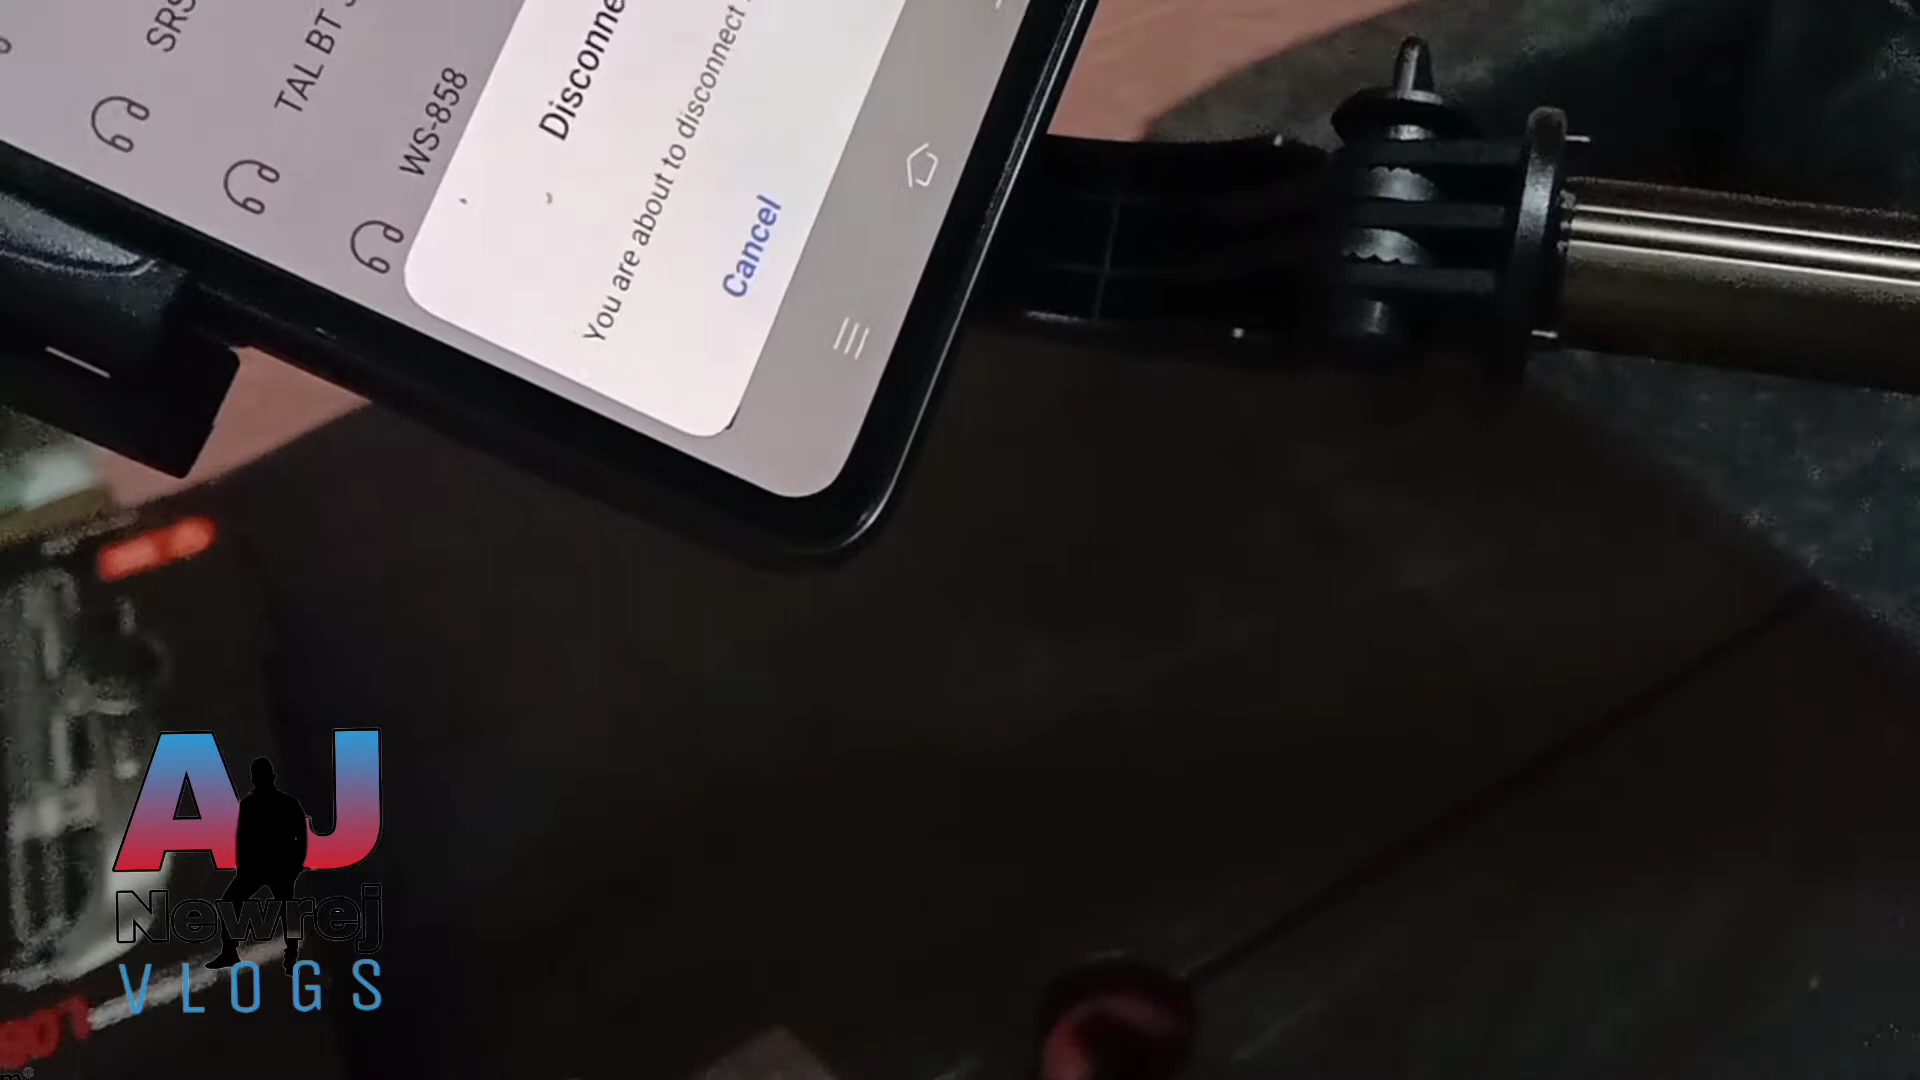 SRS
TAL BT
WS-858
Disconne
You are about to disconnect
Cancel
AJ
Newrej
VLOGS